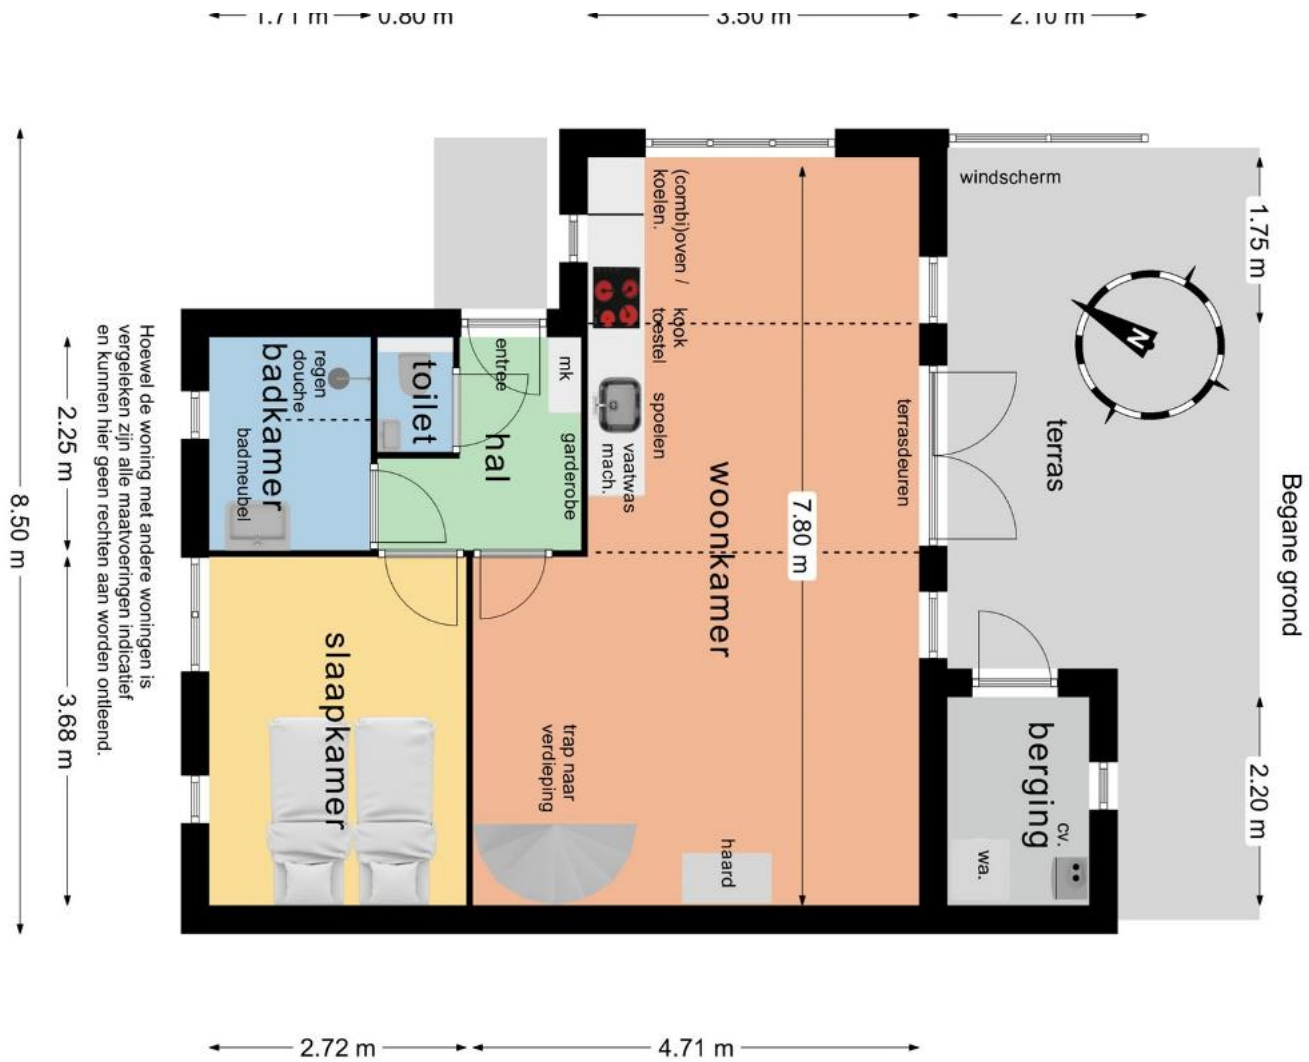 1.71 m
0.80 m
3.50 m
2.10 m
windscherm
1.75 m
N
(combi)oven /
koelen.
kook
toestel
spoelen
vaatwas
mach.
entree
mk
toilet
regen
douche
badkamer
badmeubel
hal
garderobe
terrasdeuren
terras
woonkamer
7.80 m
Begane grond
Hoewel de woning met andere woningen is
vergeleken zijn alle maatvoeringen indicatief
en kunnen hier geen rechten aan worden ontleend.
2.25 m
8.50 m
3.68 m
slaapkamer
trap naar
verdieping
haard
berging
cv.
wa.
2.20 m
2.72 m
4.71 m